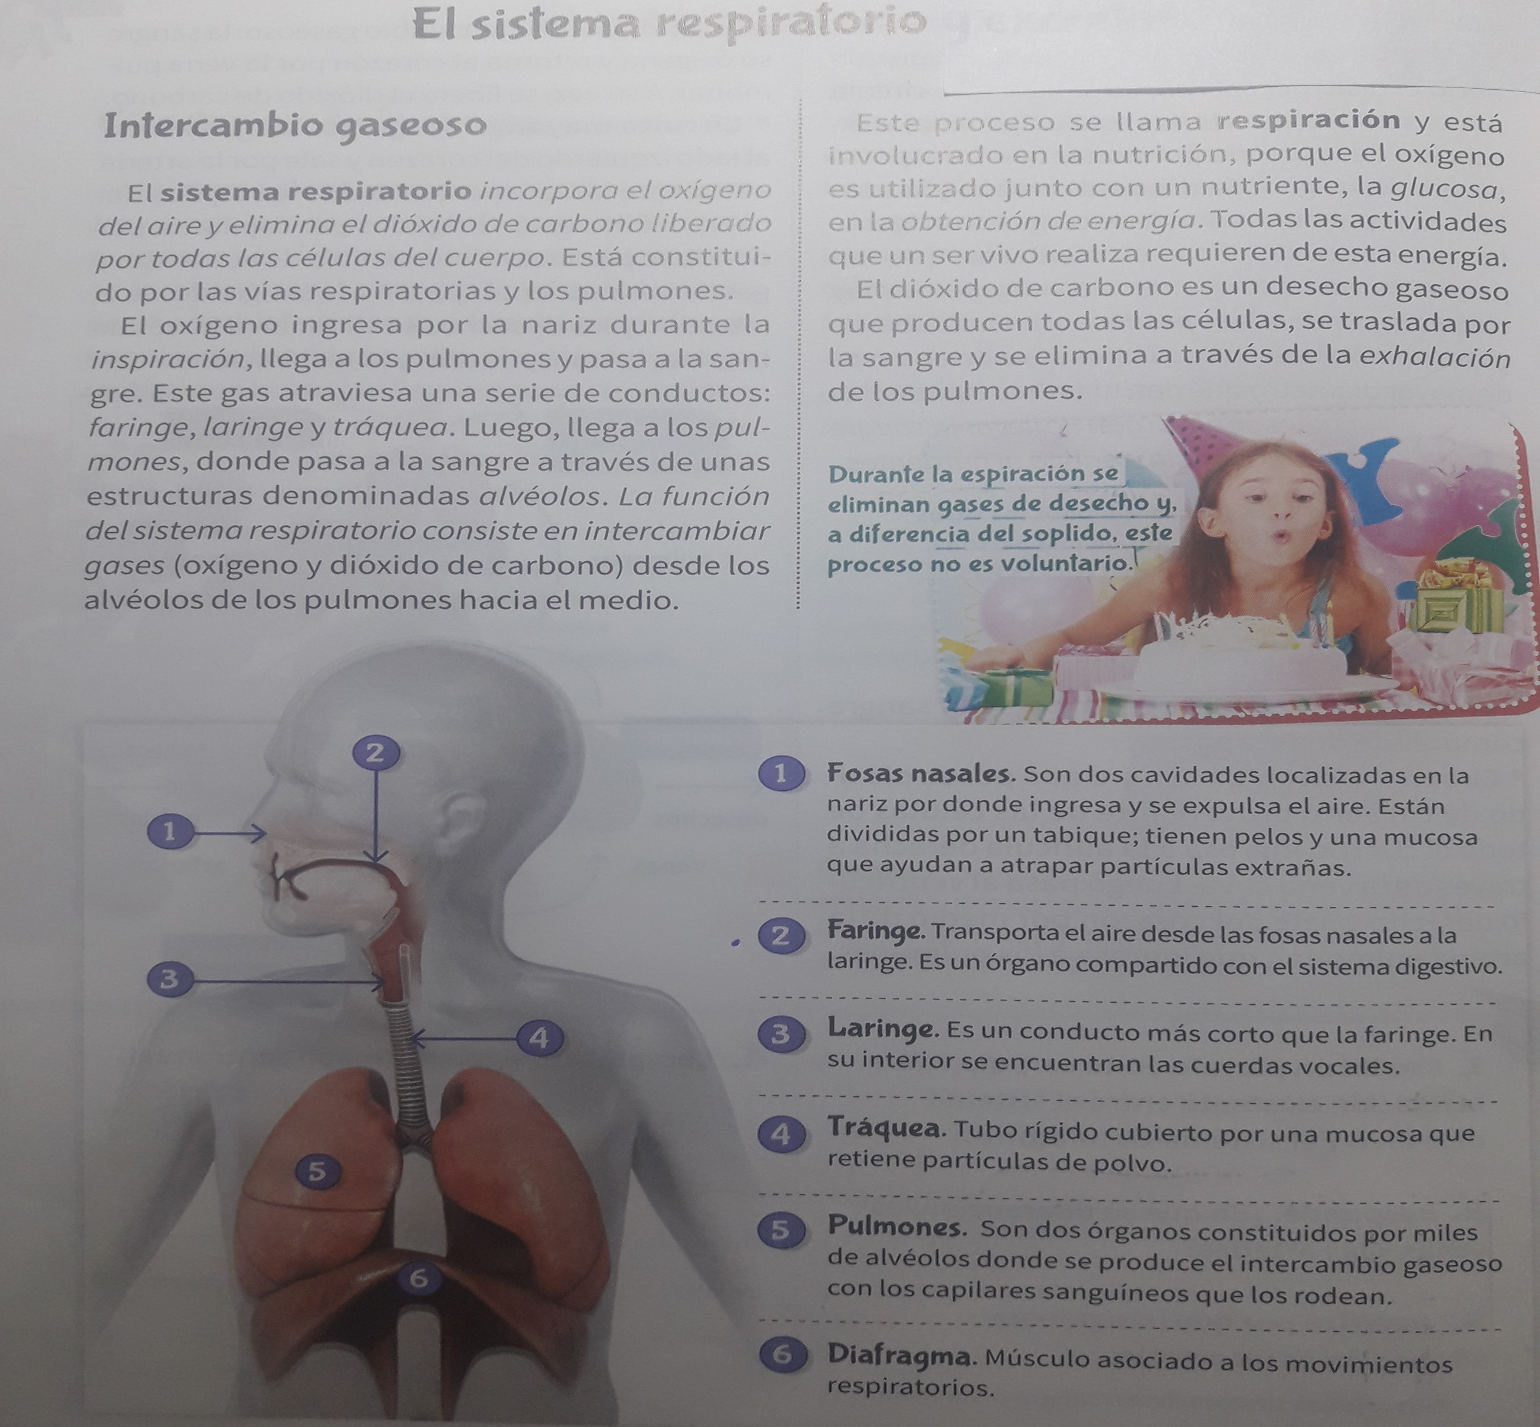 El sistema respiratorio
Intercambio gaseoso
El sistema respiratorio incorpora el oxígeno
del aire y elimina el dióxido de carbono liberado
por todas las células del cuerpo. Está constitui-
do por las vías respiratorias y los pulmones.
El oxígeno ingresa por la nariz durante la
inspiración, llega a los pulmones y pasa a la san-
gre. Este gas atraviesa una serie de conductos:
faringe, laringe y tráquea. Luego, llega a los pul-
mones, donde pasa a la sangre a través de unas
estructuras denominadas alvéolos. La función
del sistema respiratorio consiste en intercambiar
gases (oxígeno y dióxido de carbono) desde los
alvéolos de los pulmones hacia el medio.
Este proceso se llama respiración y está
involucrado en la nutrición, porque el oxígeno
es utilizado junto con un nutriente, la glucosa,
en la obtención de energía. Todas las actividades
que un ser vivo realiza requieren de esta energía.
El dióxido de carbono es un desecho gaseoso
que producen todas las células, se traslada por
la sangre y se elimina a través de la exhalación
de los pulmones.
Durante la espiración se
eliminan gases de desecho y,
a diferencia del soplido, este
proceso no es voluntario.
2
1
3
4
5
6
1 Fosas nasales. Son dos cavidades localizadas en la
nariz por donde ingresa y se expulsa el aire. Están
divididas por un tabique; tienen pelos y una mucosa
que ayudan a atrapar partículas extrañas.
2 Faringe. Transporta el aire desde las fosas nasales a la
laringe. Es un órgano compartido con el sistema digestivo.
3 Laringe. Es un conducto más corto que la faringe. En
su interior se encuentran las cuerdas vocales.
4 Tráquea. Tubo rígido cubierto por una mucosa que
retiene partículas de polvo.
5 Pulmones. Son dos órganos constituidos por miles
de alvéolos donde se produce el intercambio gaseoso
con los capilares sanguíneos que los rodean.
6 Diafragma. Músculo asociado a los movimientos
respiratorios.